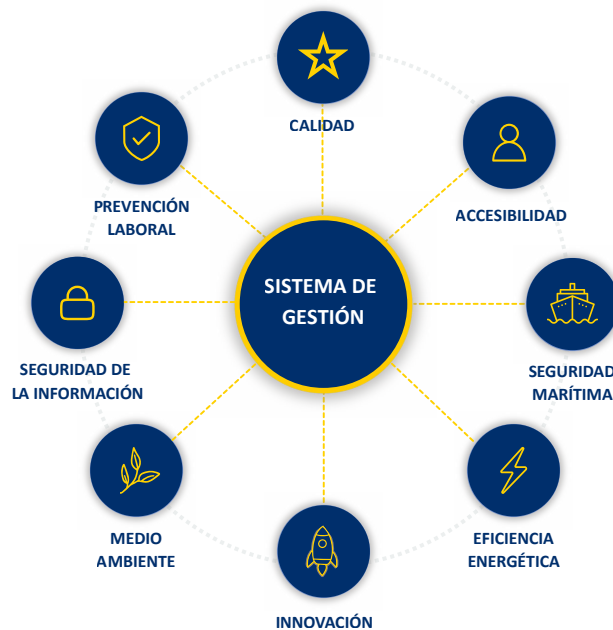 CALIDAD
ACCESIBILIDAD
PREVENCIÓN
LABORAL
SISTEMA DE
GESTIÓN
SEGURIDAD DE
LA INFORMACIÓN
SEGURIDAD
MARÍTIMA
MEDIO
AMBIENTE
EFICIENCIA
ENERGÉTICA
INNOVACIÓN